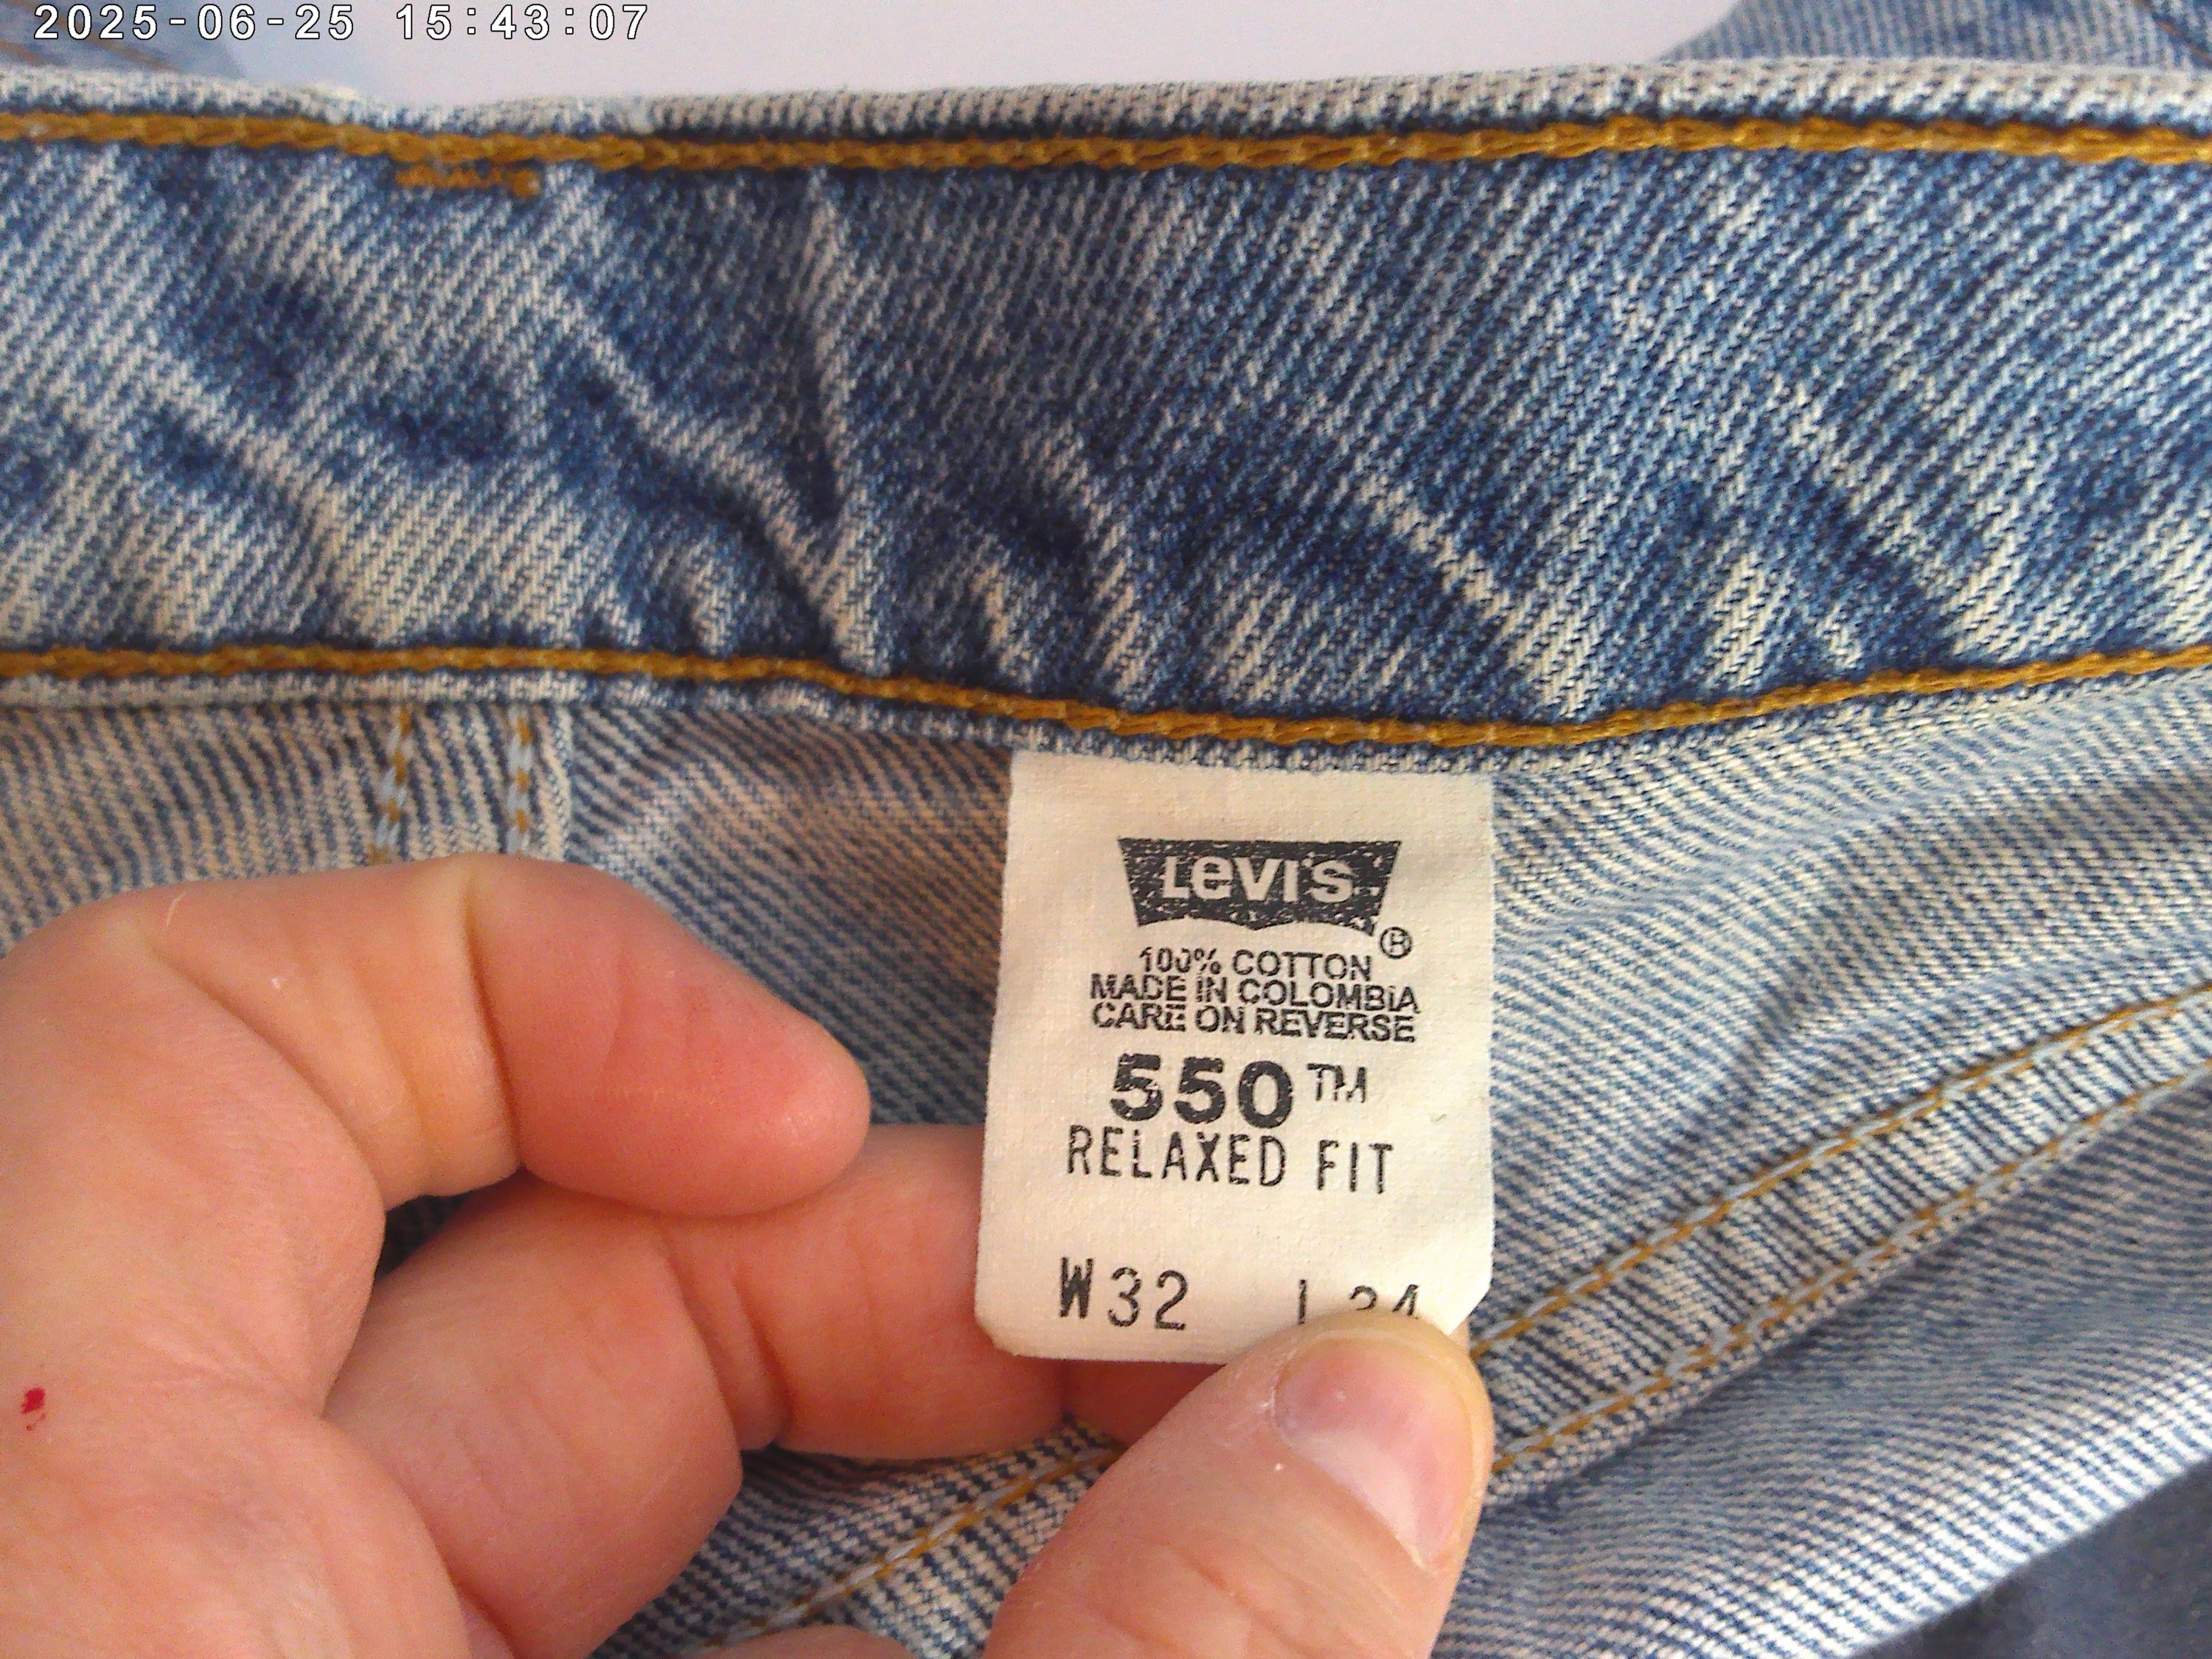 2025-06-25 15:43:07
LEVI'S ®
100% COTTON
MADE IN COLOMBIA
CARE ON REVERSE
550™
RELAXED FIT
W32